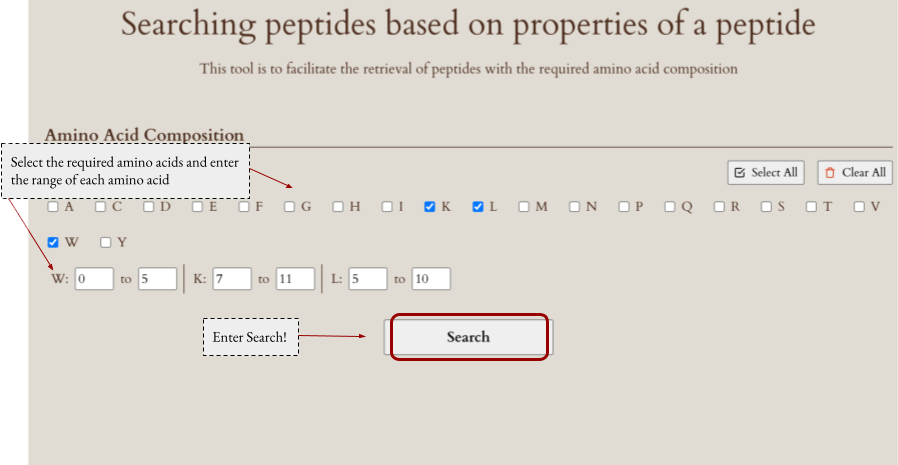 Searching peptides based on properties of a peptide
This tool is to facilitate the retrieval of peptides with the required amino acid composition
Amino Acid Composition
Select the required amino acids and enter
the range of each amino acid
Select All Clear All
A C D E F G H I K L M N P Q R S T V
W Y
W: 0 to 5 K: 7 to 11 L: 5 to 10
Enter Search! Search